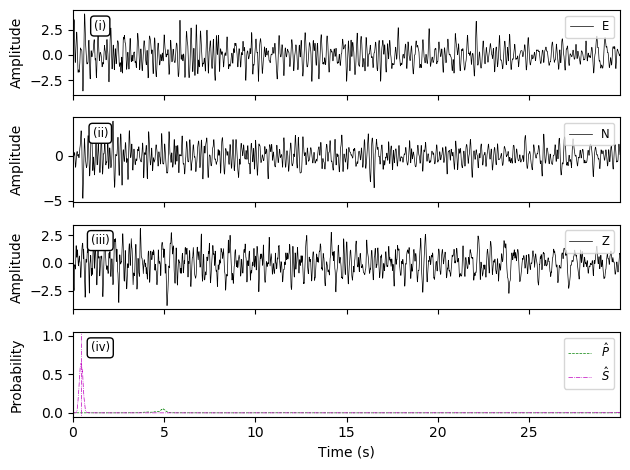 Amplitude
2.5
0.0
−2.5
(i)
E
Amplitude
0
−5
(ii)
N
Amplitude
2.5
0.0
−2.5
(iii)
Z
Probability
1.0
0.5
0.0
(iv)
P̂
Ŝ
0 5 10 15 20 25
Time (s)